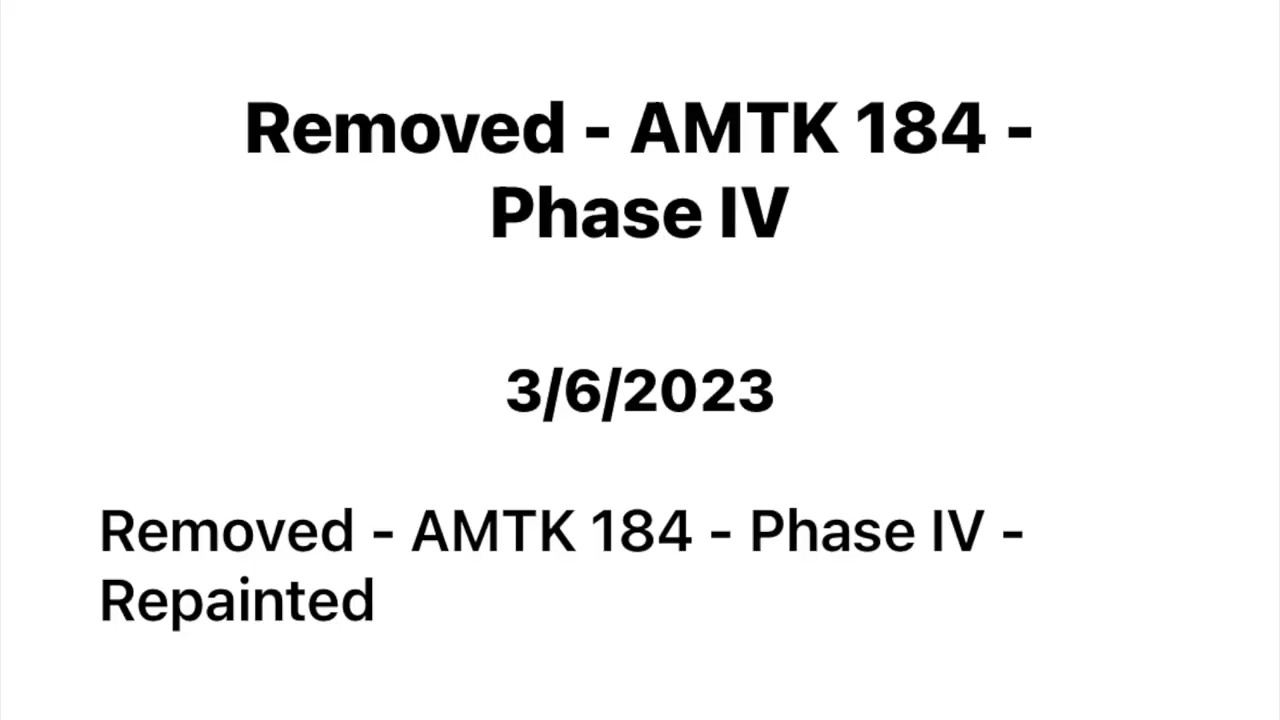 Removed - AMTK 184 -
Phase IV
3/6/2023
Removed - AMTK 184 - Phase IV -
Repainted